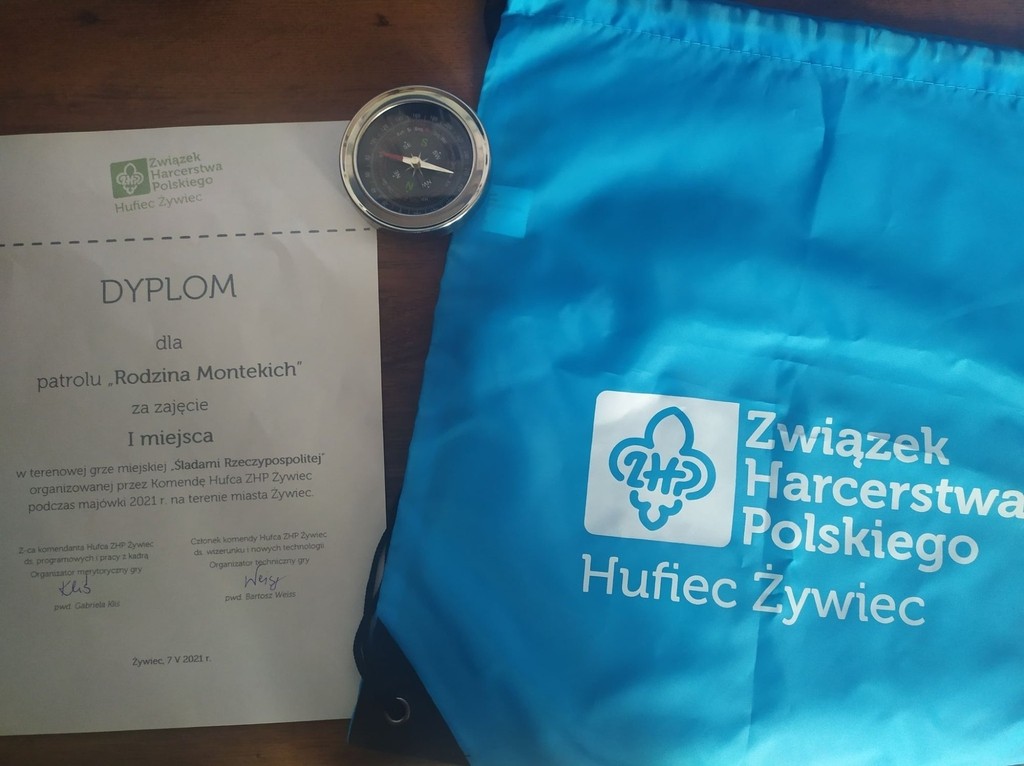 Związek
Harcerstwa
Polskiego
Hufiec Żywiec
DYPLOM
dla
patrolu „Rodzina Montekich”
za zajęcie
I miejsca
w terenowej grze miejskiej „Śladami Rzeczypospolitej”
organizowanej przez Komendę Hufca ZHP Żywiec
podczas majówki 2021 r. na terenie miasta Żywiec.
Z-ca komendanta Hufca ZHP Żywiec
ds. programowych i pracy z kadrą
Organizator merytoryczny gry
pwd. Gabriela Kliś
Członek komendy Hufca ZHP Żywiec
ds. wizerunku i nowych technologii
Organizator techniczny gry
pwd. Bartosz Weiss
Żywiec, 7 V 2021 r.
ZHP
Związek
Harcerstwa
Polskiego
Hufiec Żywiec